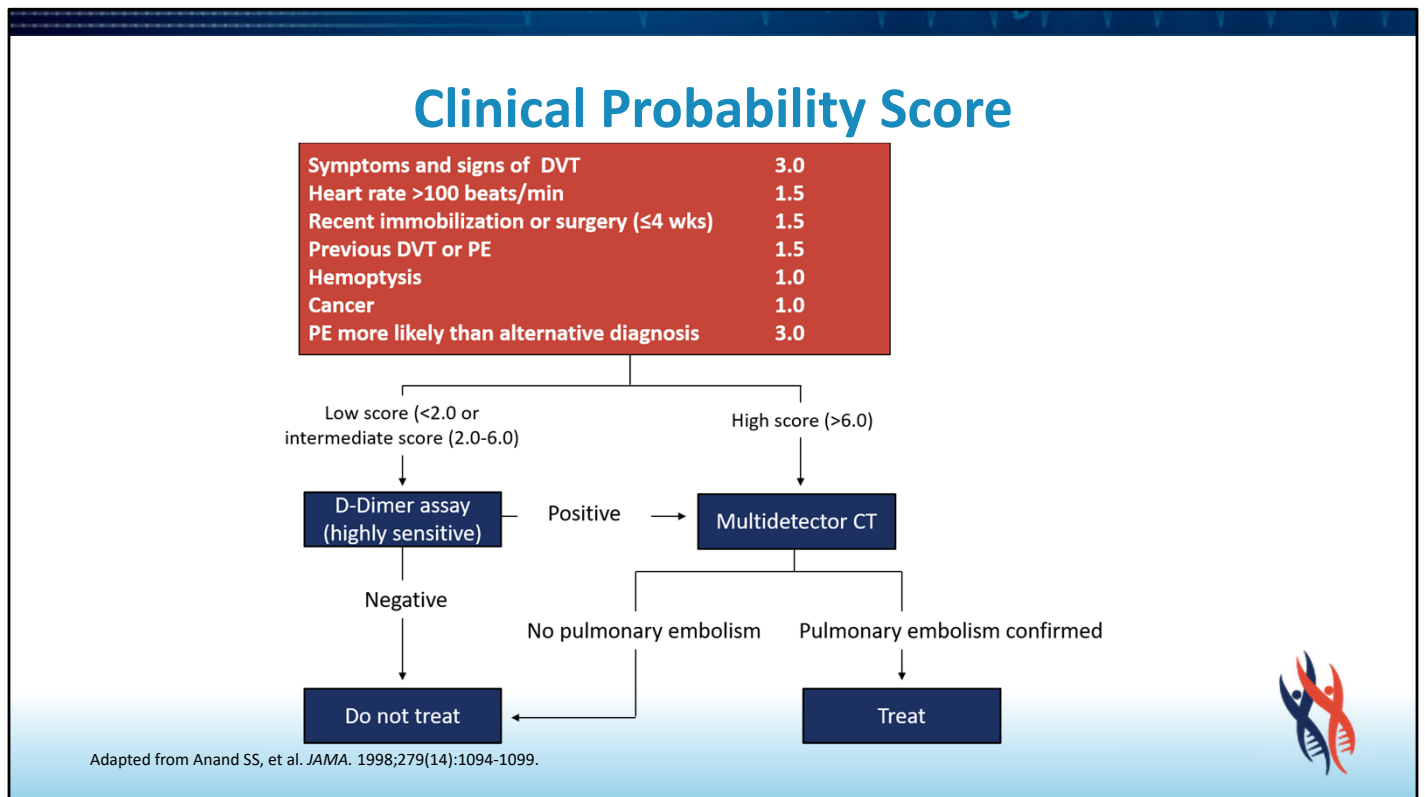 Clinical Probability Score
Symptoms and signs of DVT 3.0
Heart rate >100 beats/min 1.5
Recent immobilization or surgery (≤4 wks) 1.5
Previous DVT or PE 1.5
Hemoptysis 1.0
Cancer 1.0
PE more likely than alternative diagnosis 3.0
Low score (<2.0 or
intermediate score (2.0-6.0)
High score (>6.0)
D-Dimer assay
(highly sensitive)
Positive
Multidetector CT
Negative
No pulmonary embolism
Pulmonary embolism confirmed
Do not treat
Treat
Adapted from Anand SS, et al. JAMA. 1998;279(14):1094-1099.